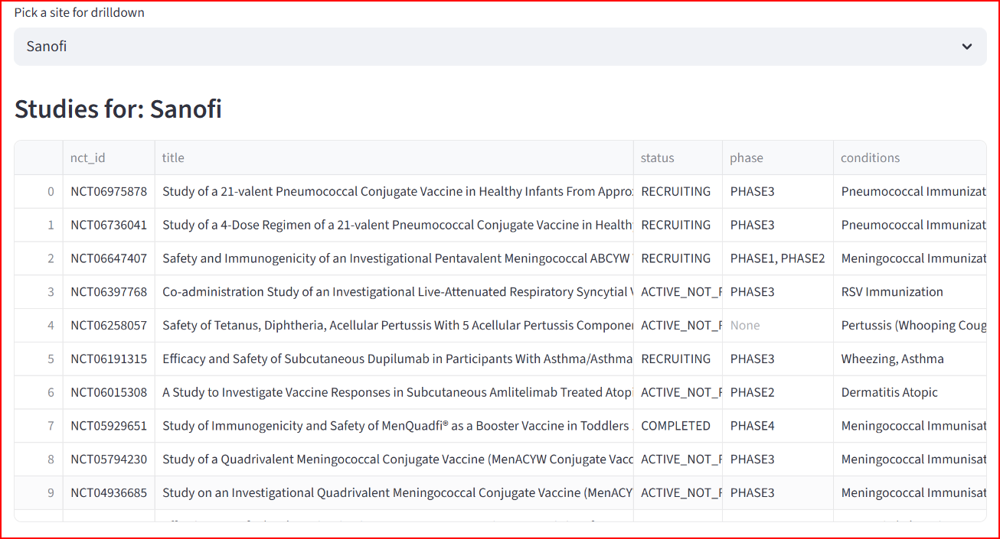 Pick a site for drilldown
Sanofi
Studies for: Sanofi
nct_id title status phase conditions
0 NCT06975878 Study of a 21-valent Pneumococcal Conjugate Vaccine in Healthy Infants From Appro RECRUITING PHASE3 Pneumococcal Immunizat
1 NCT06736041 Study of a 4-Dose Regimen of a 21-valent Pneumococcal Conjugate Vaccine in Health RECRUITING PHASE3 Pneumococcal Immunizat
2 NCT06647407 Safety and Immunogenicity of an Investigational Pentavalent Meningococcal ABCYW RECRUITING PHASE1, PHASE2 Meningococcal Immunizat
3 NCT06397768 Co-administration Study of an Investigational Live-Attenuated Respiratory Syncytial ACTIVE_NOT_R PHASE3 RSV Immunization
4 NCT06258057 Safety of Tetanus, Diphtheria, Acellular Pertussis With 5 Acellular Pertussis Componen ACTIVE_NOT_R None Pertussis (Whooping Coug
5 NCT06191315 Efficacy and Safety of Subcutaneous Dupilumab in Participants With Asthma/Asthma RECRUITING PHASE3 Wheezing, Asthma
6 NCT06015308 A Study to Investigate Vaccine Responses in Subcutaneous Amlitelimab Treated Atopi ACTIVE_NOT_R PHASE2 Dermatitis Atopic
7 NCT05929651 Study of Immunogenicity and Safety of MenQuadfi® as a Booster Vaccine in Toddlers COMPLETED PHASE4 Meningococcal Immunisat
8 NCT05794230 Study of a Quadrivalent Meningococcal Conjugate Vaccine (MenACYW Conjugate Vacc ACTIVE_NOT_R PHASE3 Meningococcal Immunisat
9 NCT04936685 Study on an Investigational Quadrivalent Meningococcal Conjugate Vaccine (MenACY ACTIVE_NOT_R PHASE3 Meningococcal Immunisat